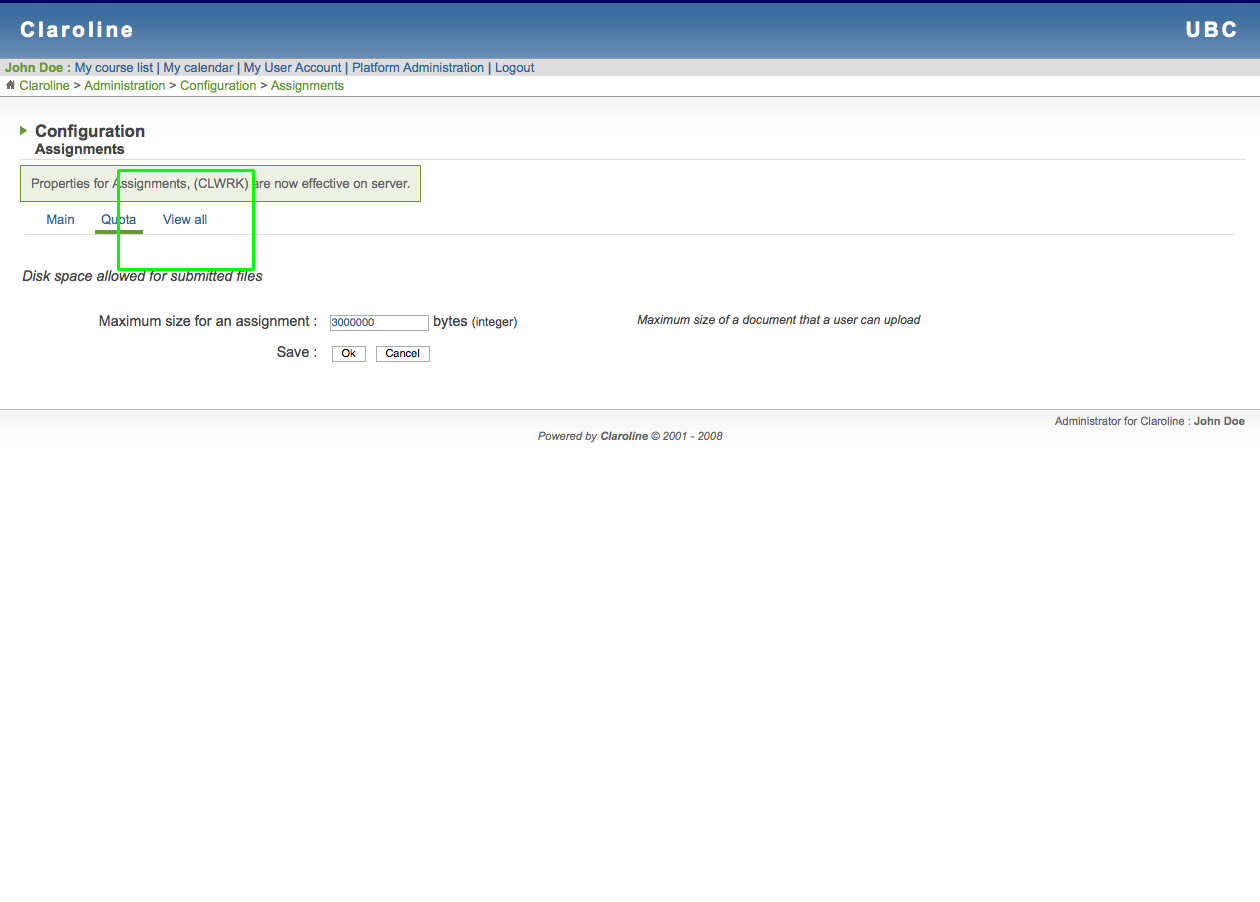 Claroline UBC
John Doe : My course list | My calendar | My User Account | Platform Administration | Logout
Claroline > Administration > Configuration > Assignments
Configuration
Assignments
Properties for Assignments, (CLWRK) are now effective on server.
Main Quota View all
Disk space allowed for submitted files
Maximum size for an assignment : 3000000 bytes (integer) Maximum size of a document that a user can upload
Save : Ok Cancel
Administrator for Claroline : John Doe
Powered by Claroline © 2001 - 2008